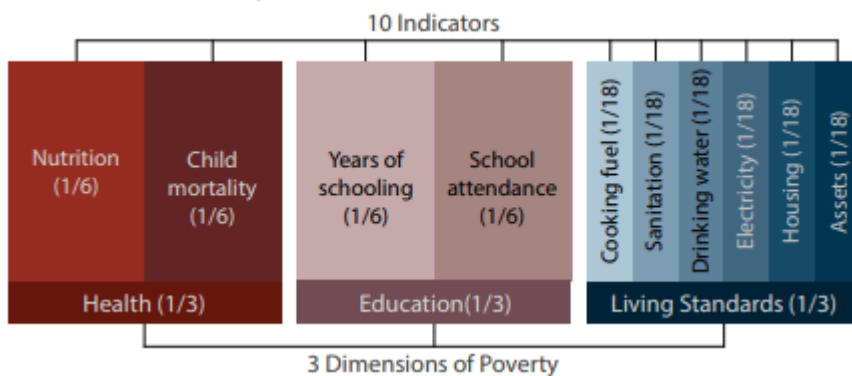 10 Indicators
Nutrition
(1/6)
Child
mortality
(1/6)
Years of
schooling
(1/6)
School
attendance
(1/6)
Cooking fuel (1/18)
Sanitation (1/18)
Drinking water (1/18)
Electricity (1/18)
Housing (1/18)
Assets (1/18)
Health (1/3)
Education(1/3)
Living Standards (1/3)
3 Dimensions of Poverty